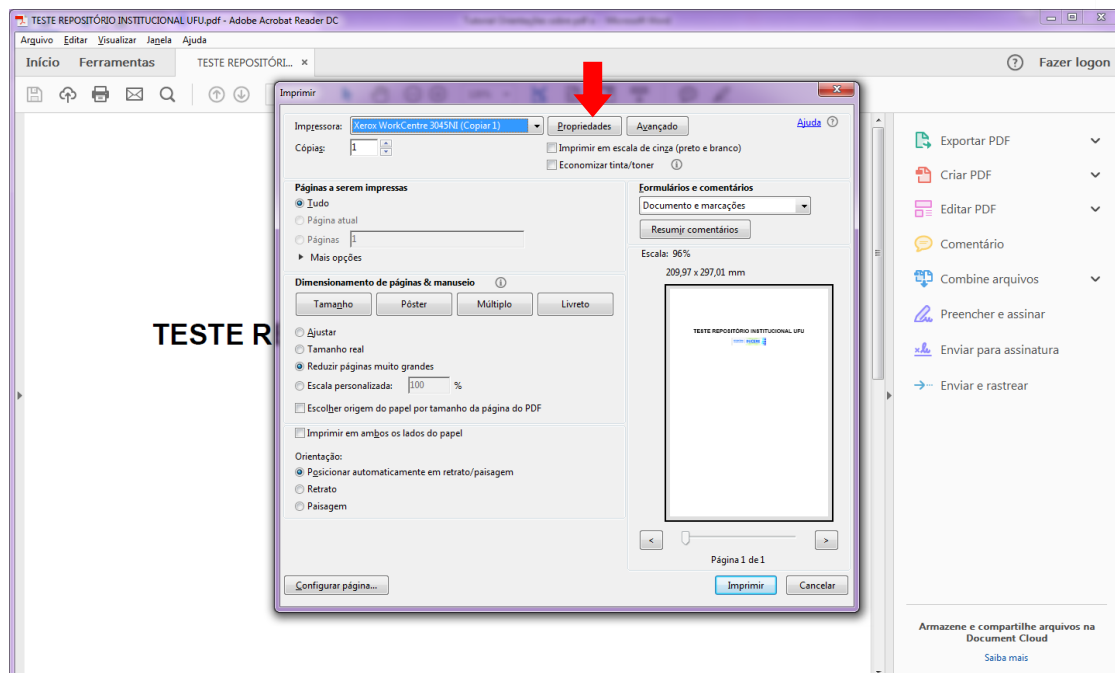 TESTE REPOSITÓRIO INSTITUCIONAL UFU.pdf - Adobe Acrobat Reader DC
Arquivo Editar Visualizar Janela Ajuda
Início Ferramentas TESTE REPOSITÓRI... × Fazer logon
Imprimir
Impressora: Xerox WorkCentre 3045NI (Copiar 1) Propriedades Avançado Ajuda
Cópias: 1 Imprimir em escala de cinza (preto e branco)
Economizar tinta/toner
Páginas a serem impressas
Tudo
Página atual
Páginas 1
Mais opções
Dimensionamento de páginas & manuseio
Tamanho Pôster Múltiplo Livreto
Ajustar
Tamanho real
Reduzir páginas muito grandes
Escala personalizada: 100 %
Escolher origem do papel por tamanho da página do PDF
Imprimir em ambos os lados do papel
Orientação:
Posicionar automaticamente em retrato/paisagem
Retrato
Paisagem
Formulários e comentários
Documento e marcações
Resumir comentários
Escala: 96%
209,97 x 297,01 mm
TESTE REPOSITÓRIO INSTITUCIONAL UFU
< >
Página 1 de 1
Configurar página... Imprimir Cancelar
TESTE R
Exportar PDF
Criar PDF
Editar PDF
Comentário
Combine arquivos
Preencher e assinar
Enviar para assinatura
Enviar e rastrear
Armazene e compartilhe arquivos na
Document Cloud
Saiba mais